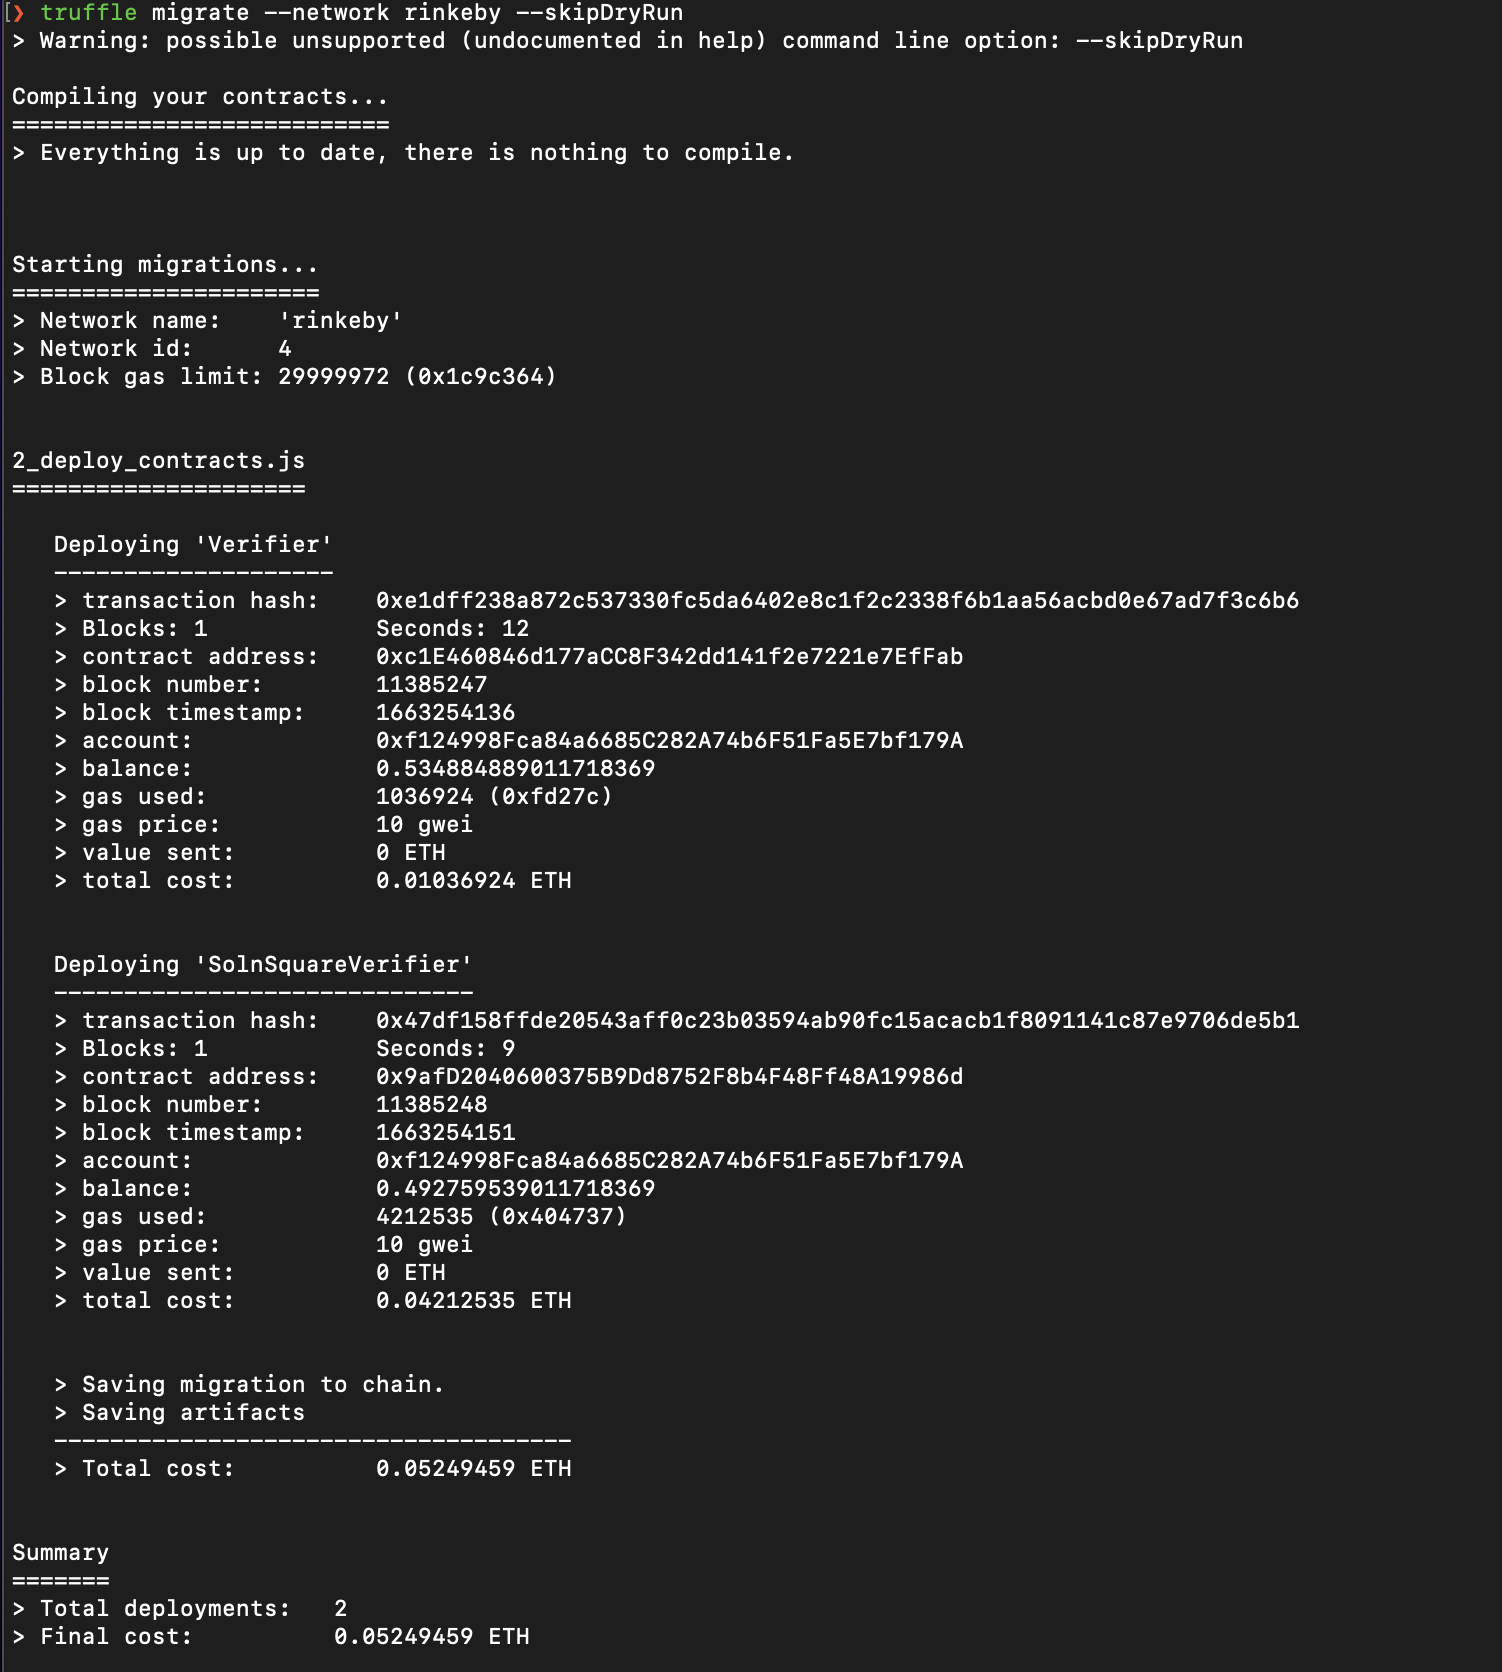 [❯ truffle migrate --network rinkeby --skipDryRun
> Warning: possible unsupported (undocumented in help) command line option: --skipDryRun
Compiling your contracts...
===========================
> Everything is up to date, there is nothing to compile.
Starting migrations...
======================
> Network name:    'rinkeby'
> Network id:      4
> Block gas limit: 29999972 (0x1c9c364)
2_deploy_contracts.js
=====================
   Deploying 'Verifier'
   --------------------
   > transaction hash:    0xe1dff238a872c537330fc5da6402e8c1f2c2338f6b1aa56acbd0e67ad7f3c6b6
   > Blocks: 1            Seconds: 12
   > contract address:    0xc1E460846d177aCC8F342dd141f2e7221e7EfFab
   > block number:        11385247
   > block timestamp:     1663254136
   > account:             0xf124998Fca84a6685C282A74b6F51Fa5E7bf179A
   > balance:             0.534884889011718369
   > gas used:            1036924 (0xfd27c)
   > gas price:           10 gwei
   > value sent:          0 ETH
   > total cost:          0.01036924 ETH
   Deploying 'SolnSquareVerifier'
   ------------------------------
   > transaction hash:    0x47df158ffde20543aff0c23b03594ab90fc15acacb1f8091141c87e9706de5b1
   > Blocks: 1            Seconds: 9
   > contract address:    0x9afD2040600375B9Dd8752F8b4F48Ff48A19986d
   > block number:        11385248
   > block timestamp:     1663254151
   > account:             0xf124998Fca84a6685C282A74b6F51Fa5E7bf179A
   > balance:             0.492759539011718369
   > gas used:            4212535 (0x404737)
   > gas price:           10 gwei
   > value sent:          0 ETH
   > total cost:          0.04212535 ETH
   > Saving migration to chain.
   > Saving artifacts
   -------------------------------------
   > Total cost:          0.05249459 ETH
Summary
=======
> Total deployments:   2
> Final cost:          0.05249459 ETH